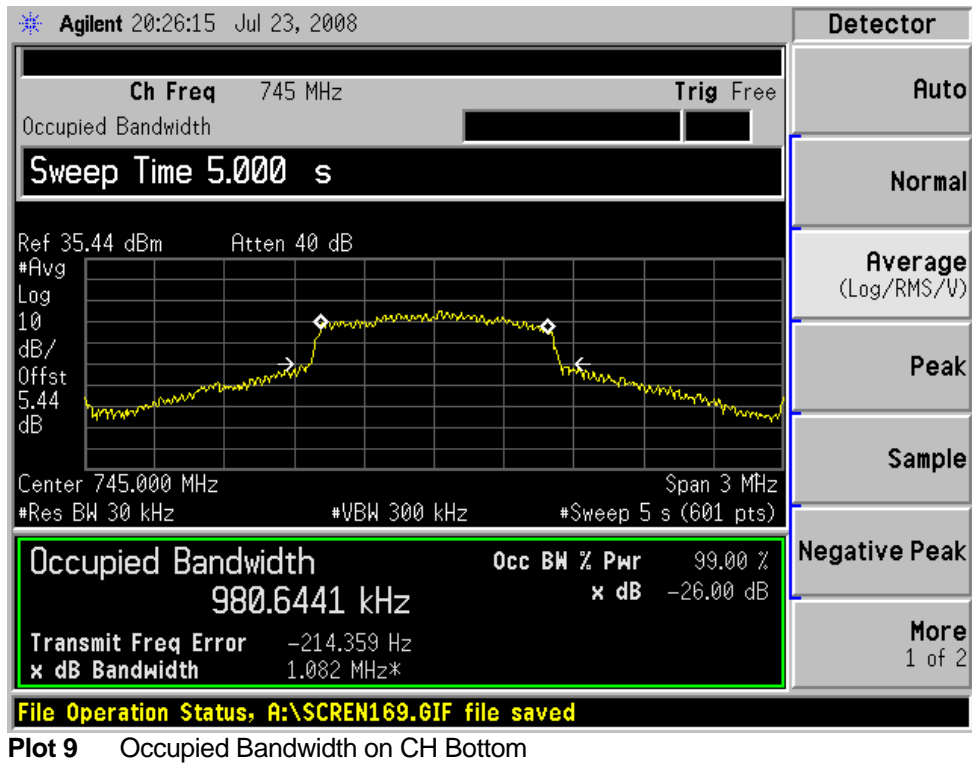 Agilent 20:26:15 Jul 23, 2008
Detector
Ch Freq 745 MHz Trig Free
Occupied Bandwidth
Sweep Time 5.000 s
Ref 35.44 dBm Atten 40 dB
#Avg
Log
10
dB/
Offst
5.44
dB
Center 745.000 MHz Span 3 MHz
#Res BW 30 kHz #VBW 300 kHz #Sweep 5 s (601 pts)
Occupied Bandwidth
980.6441 kHz
Occ BW % Pwr 99.00 %
x dB -26.00 dB
Transmit Freq Error -214.359 Hz
x dB Bandwidth 1.082 MHz*
Auto
Normal
Average
(Log/RMS/V)
Peak
Sample
Negative Peak
More
1 of 2
File Operation Status, A:\SCREN169.GIF file saved
Plot 9 Occupied Bandwidth on CH Bottom